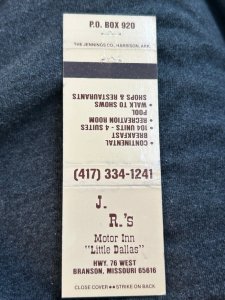 P.O. BOX 920
THE JENNINGS CO., HARRISON, ARK.
• CONTINENTAL
BREAKFAST
• 104 - UNITS - 4 SUITES
• RECREATION ROOM
POOL
• WALK TO SHOWS
SHOPS & RESTAURANTS
(417) 334-1241
J.
R.'s
Motor Inn
"Little Dallas"
HWY. 76 WEST
BRANSON, MISSOURI 65616
CLOSE COVER ★★ STRIKE ON BACK